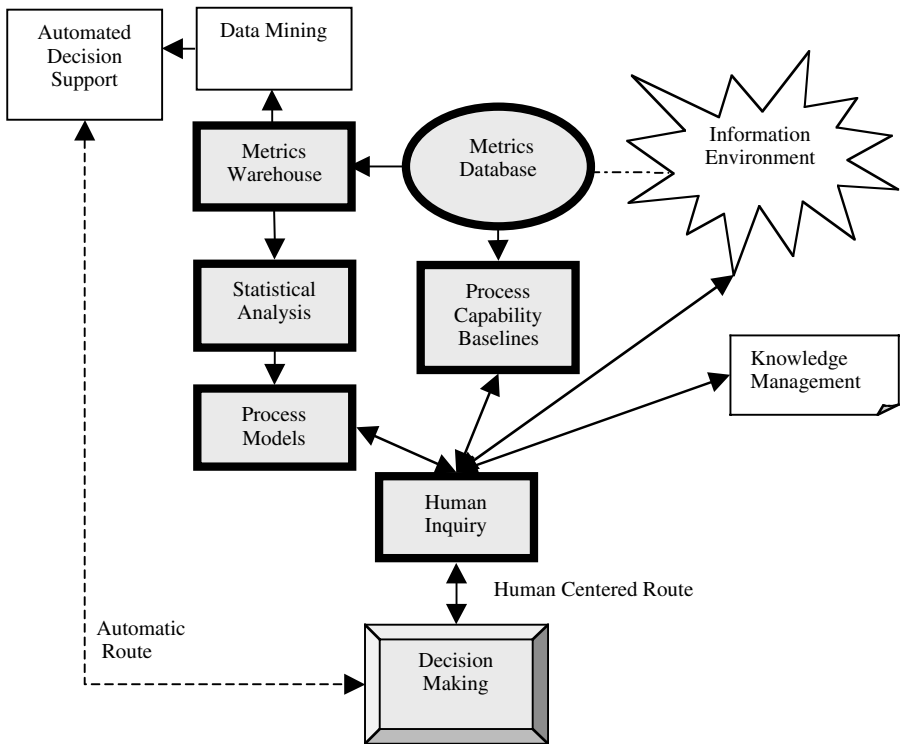 Automated
Decision
Support
Data Mining
Metrics
Warehouse
Metrics
Database
Information
Environment
Statistical
Analysis
Process
Capability
Baselines
Knowledge
Management
Process
Models
Human
Inquiry
Human Centered Route
Automatic
Route
Decision
Making